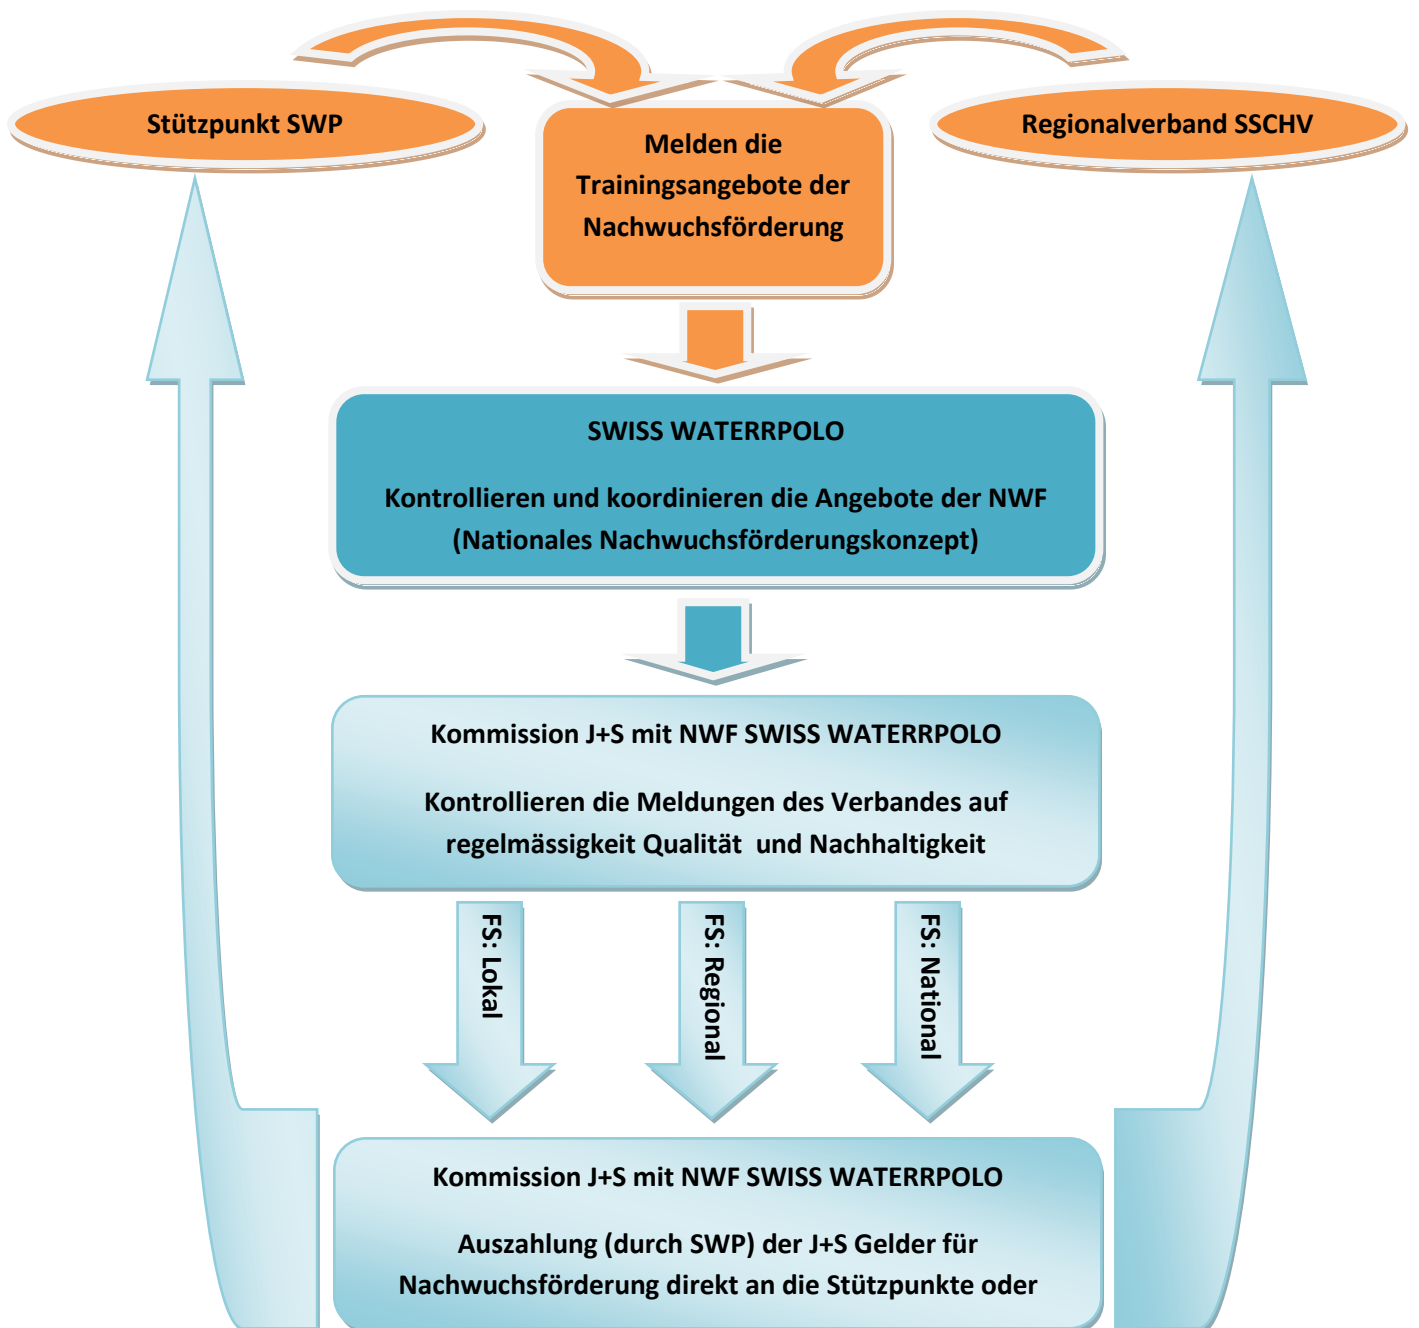 Stützpunkt SWP
Regionalverband SSCHV
Melden die
Trainingsangebote der
Nachwuchsförderung
SWISS WATERRPOLO
Kontrollieren und koordinieren die Angebote der NWF
(Nationales Nachwuchsförderungskonzept)
Kommission J+S mit NWF SWISS WATERRPOLO
Kontrollieren die Meldungen des Verbandes auf
regelmässigkeit Qualität  und Nachhaltigkeit
FS: Lokal
FS: Regional
FS: National
Kommission J+S mit NWF SWISS WATERRPOLO
Auszahlung (durch SWP) der J+S Gelder für
Nachwuchsförderung direkt an die Stützpunkte oder